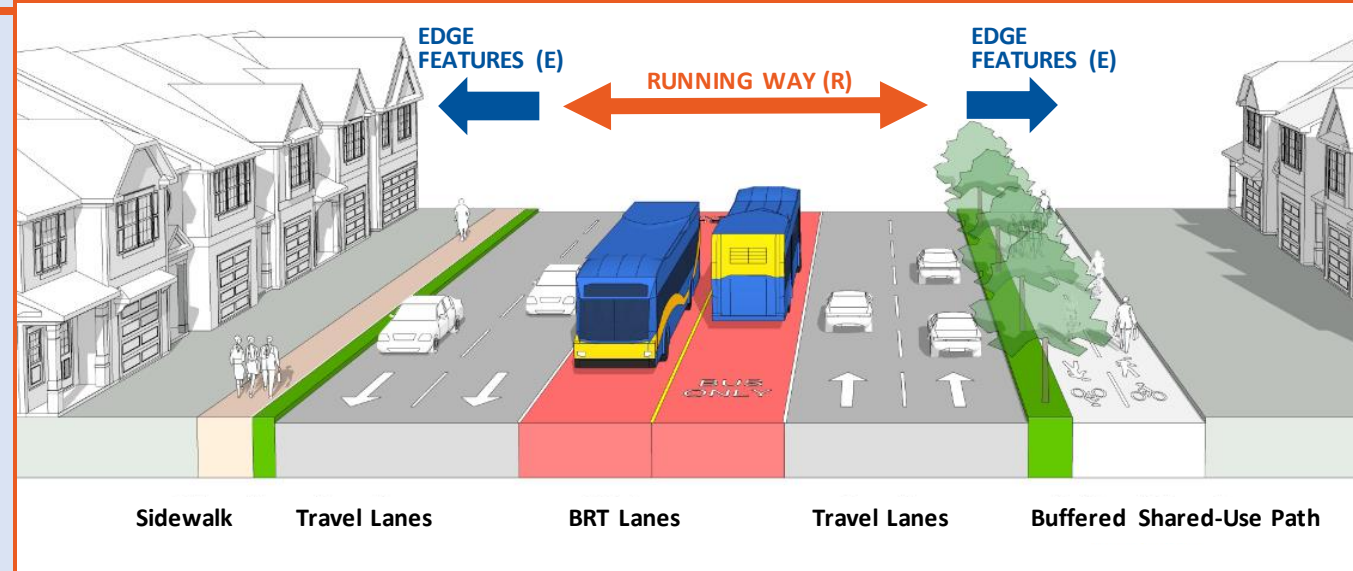 EDGE
FEATURES (E)
EDGE
FEATURES (E)
RUNNING WAY (R)
BUS
ONLY
Sidewalk
Travel Lanes
BRT Lanes
Travel Lanes
Buffered Shared-Use Path